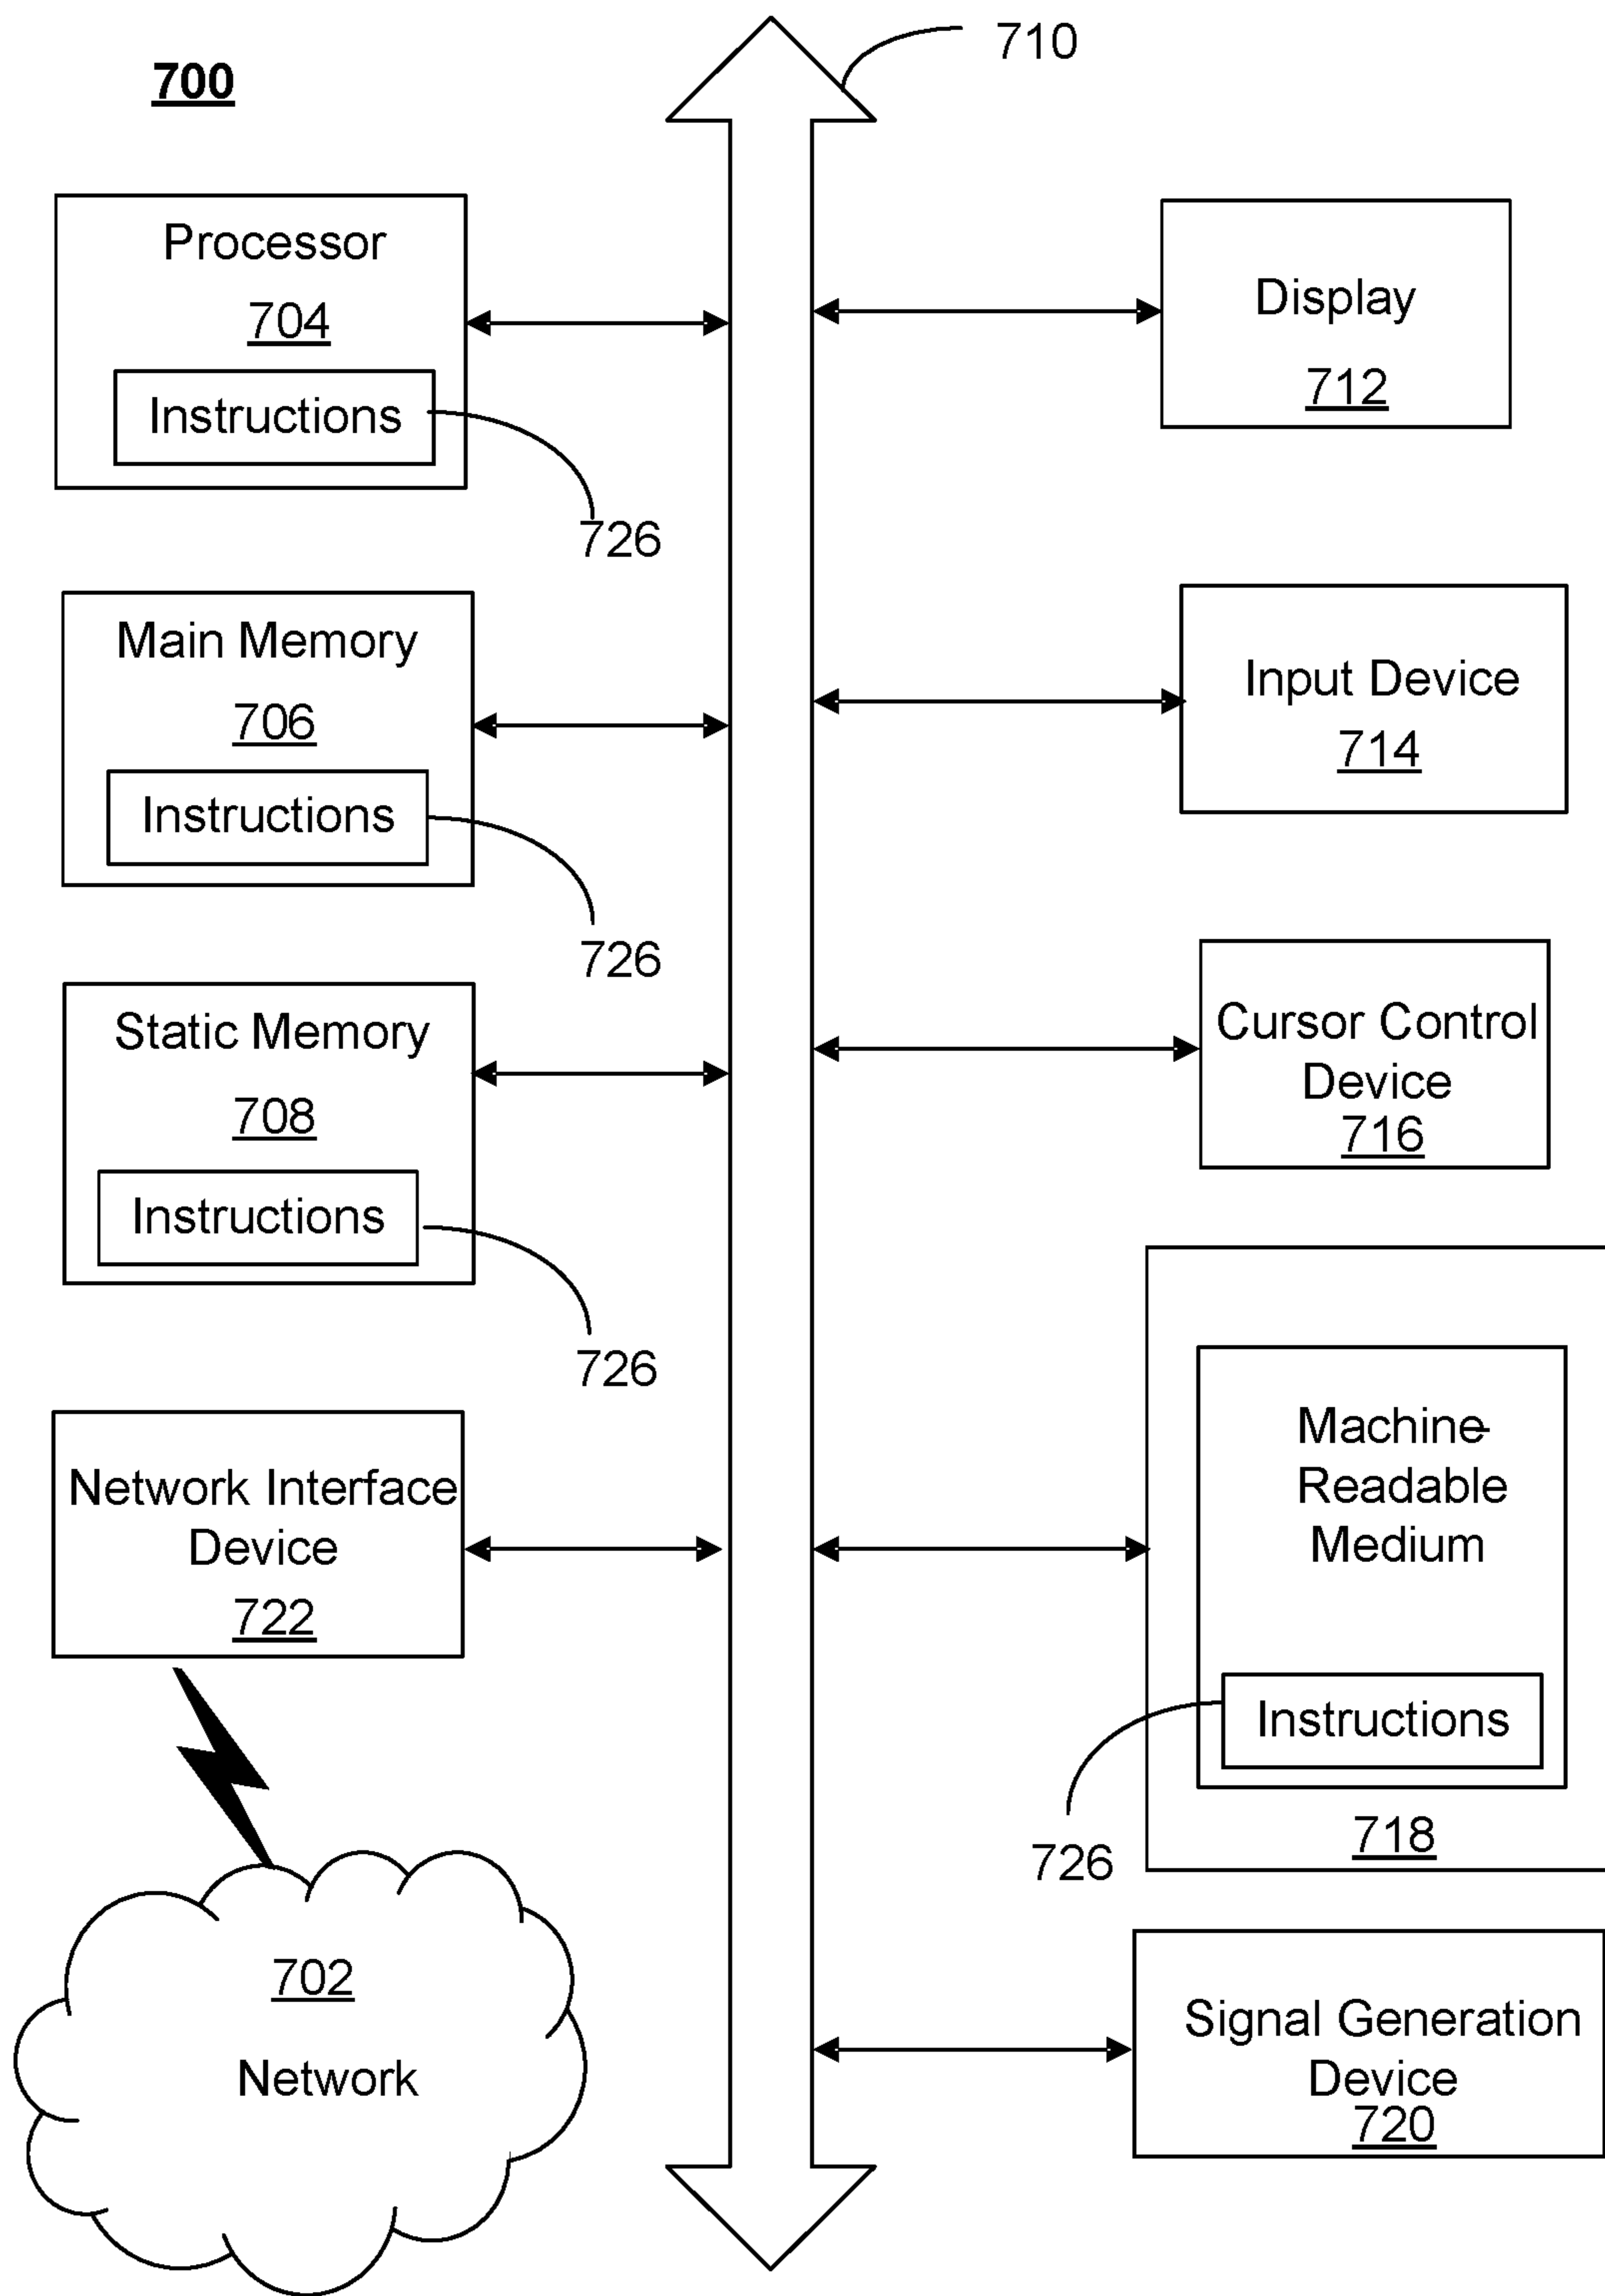 700
710
Processor
704
Instructions
726
Main Memory
706
Instructions
726
Static Memory
708
Instructions
726
Network Interface
Device
722
702
Network
Display
712
Input Device
714
Cursor Control
Device
716
Machine-
Readable
Medium
Instructions
726
718
Signal Generation
Device
720